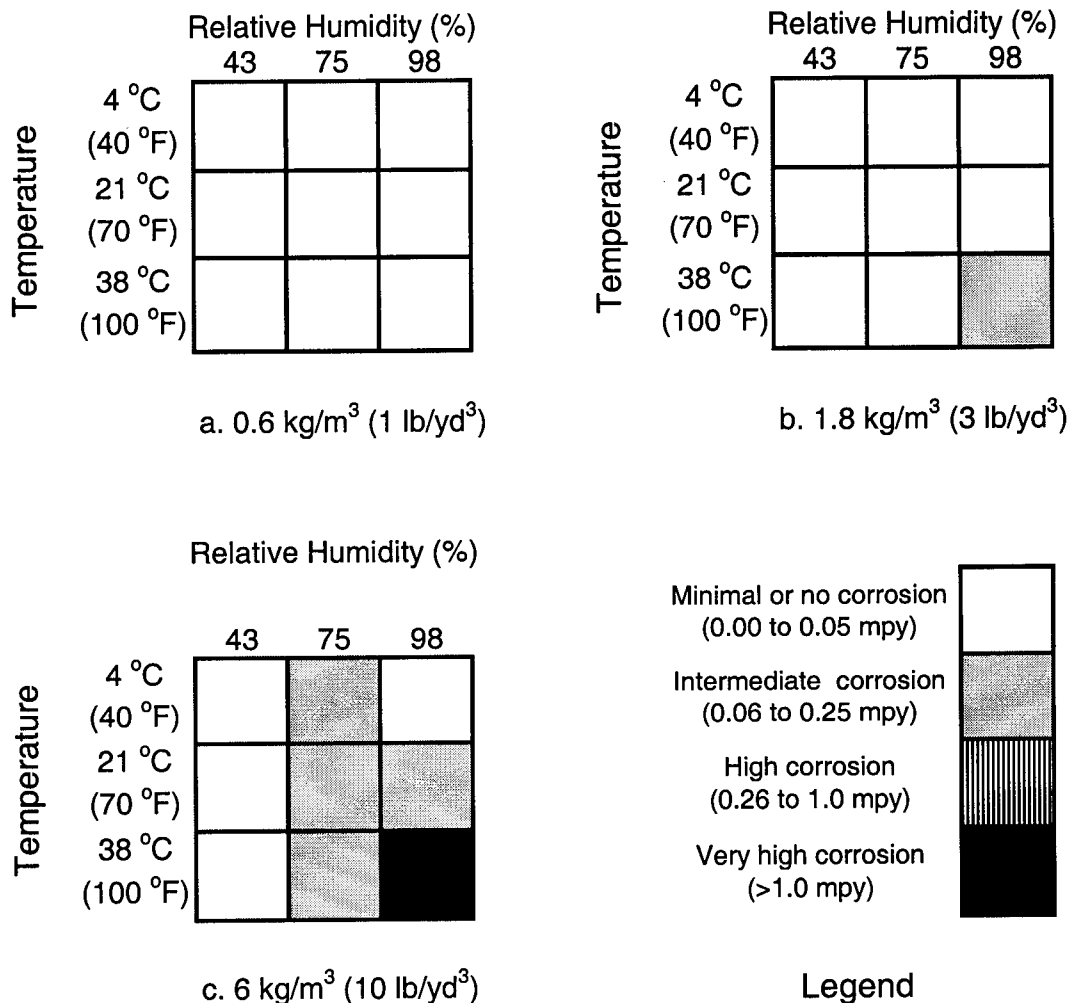 Relative Humidity (%)
43 75 98
Temperature
4 °C
(40 °F)
21 °C
(70 °F)
38 °C
(100 °F)
a. 0.6 kg/m³ (1 lb/yd³)
Relative Humidity (%)
43 75 98
Temperature
4 °C
(40 °F)
21 °C
(70 °F)
38 °C
(100 °F)
b. 1.8 kg/m³ (3 lb/yd³)
Relative Humidity (%)
43 75 98
Temperature
4 °C
(40 °F)
21 °C
(70 °F)
38 °C
(100 °F)
c. 6 kg/m³ (10 lb/yd³)
Minimal or no corrosion
(0.00 to 0.05 mpy)
Intermediate corrosion
(0.06 to 0.25 mpy)
High corrosion
(0.26 to 1.0 mpy)
Very high corrosion
(>1.0 mpy)
Legend